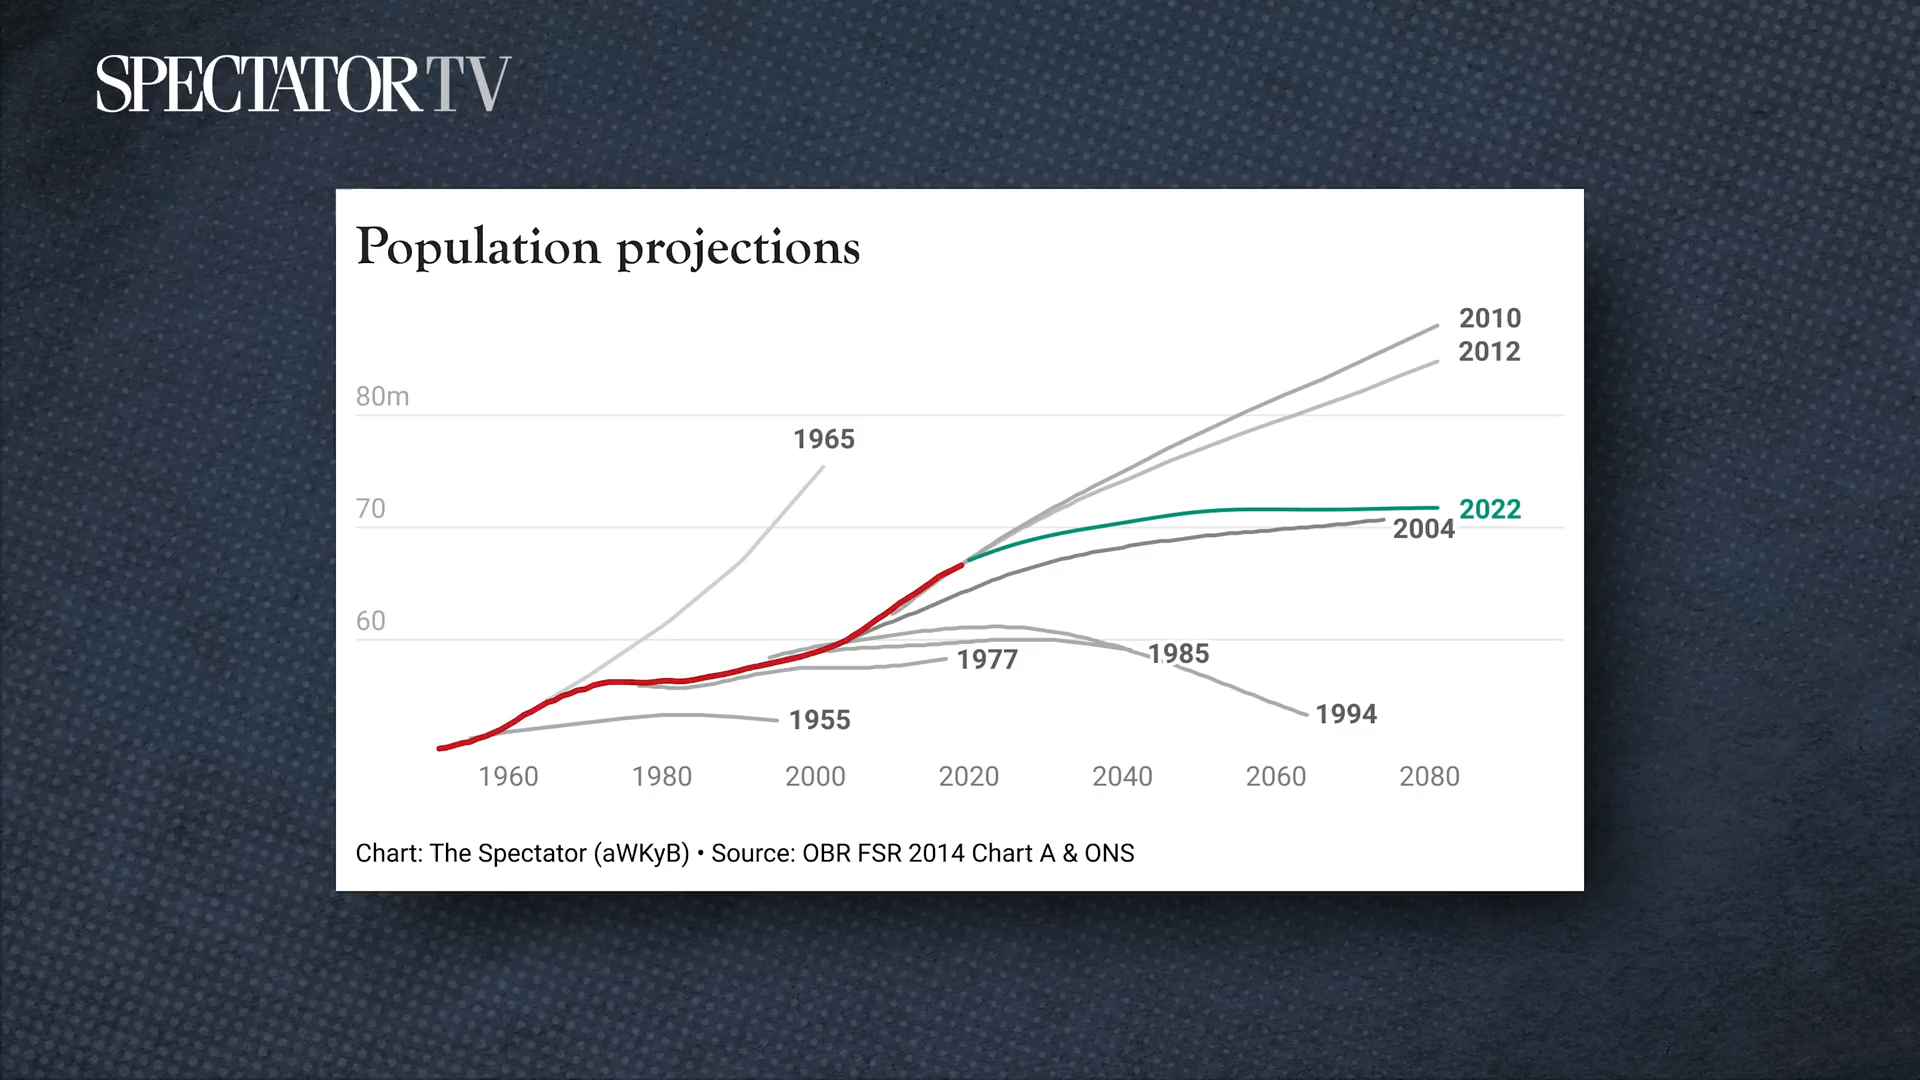 SPECTATOR TV
Population projections
2010
2012
80m
1965
70
2022
2004
60
1985
1977
1994
1955
1960 1980 2000 2020 2040 2060 2080
Chart: The Spectator (aWKyB) • Source: OBR FSR 2014 Chart A & ONS